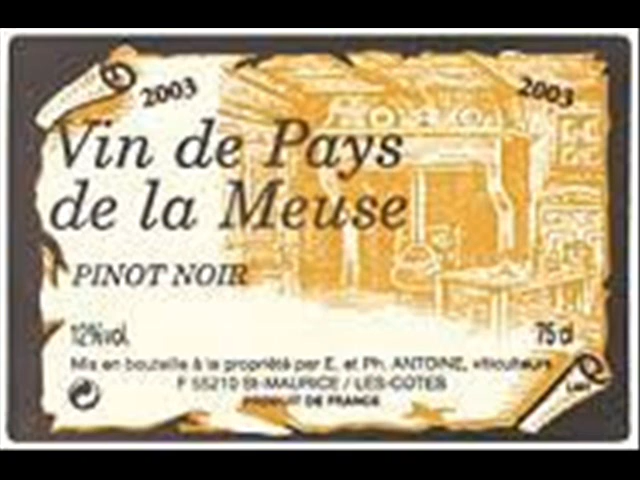 2003 2003
Vin de Pays
de la Meuse
PINOT NOIR
12%vol. 75 cl
Mis en bouteille à la propriété par E. et Ph. ANTOINE, viticulteurs
F 55210 St-MAURICE / LES-COTES
PRODUIT DE FRANCE